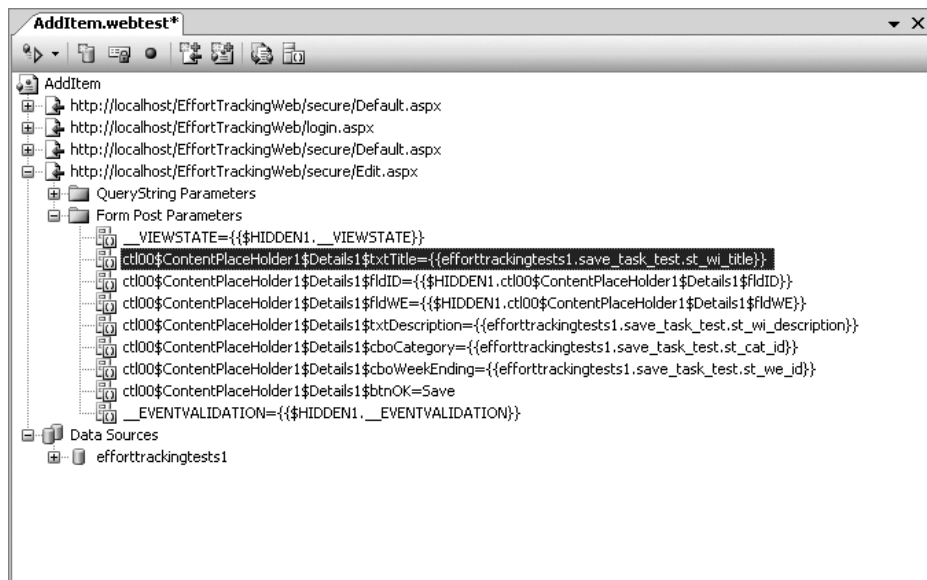 AddItem.webtest*
AddItem
http://localhost/EffortTrackingWeb/secure/Default.aspx
http://localhost/EffortTrackingWeb/login.aspx
http://localhost/EffortTrackingWeb/secure/Default.aspx
http://localhost/EffortTrackingWeb/secure/Edit.aspx
QueryString Parameters
Form Post Parameters
__VIEWSTATE={{$HIDDEN1.__VIEWSTATE}}
ctl00$ContentPlaceHolder1$Details1$txtTitle={{efforttrackingtests1.save_task_test.st_wi_title}}
ctl00$ContentPlaceHolder1$Details1$fldID={{$HIDDEN1.ctl00$ContentPlaceHolder1$Details1$fldID}}
ctl00$ContentPlaceHolder1$Details1$fldWE={{$HIDDEN1.ctl00$ContentPlaceHolder1$Details1$fldWE}}
ctl00$ContentPlaceHolder1$Details1$txtDescription={{efforttrackingtests1.save_task_test.st_wi_description}}
ctl00$ContentPlaceHolder1$Details1$cboCategory={{efforttrackingtests1.save_task_test.st_cat_id}}
ctl00$ContentPlaceHolder1$Details1$cboWeekEnding={{efforttrackingtests1.save_task_test.st_we_id}}
ctl00$ContentPlaceHolder1$Details1$btnOK=Save
__EVENTVALIDATION={{$HIDDEN1.__EVENTVALIDATION}}
Data Sources
efforttrackingtests1